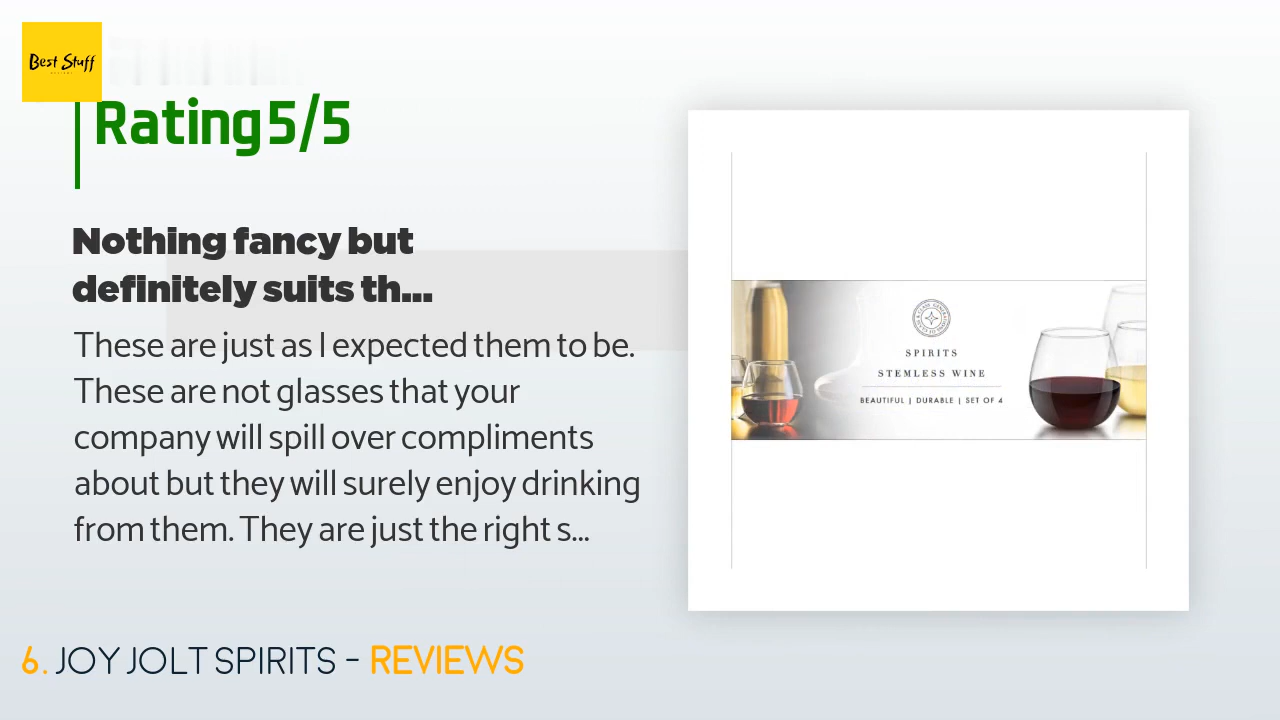 Best Stuff
Rating 5/5
Nothing fancy but
definitely suits th...
These are just as I expected them to be.
These are not glasses that your
company will spill over compliments
about but they will surely enjoy drinking
from them. They are just the right s...
SPIRITS
STEMLESS WINE
BEAUTIFUL | DURABLE | SET OF 4
6. JOY JOLT SPIRITS - REVIEWS